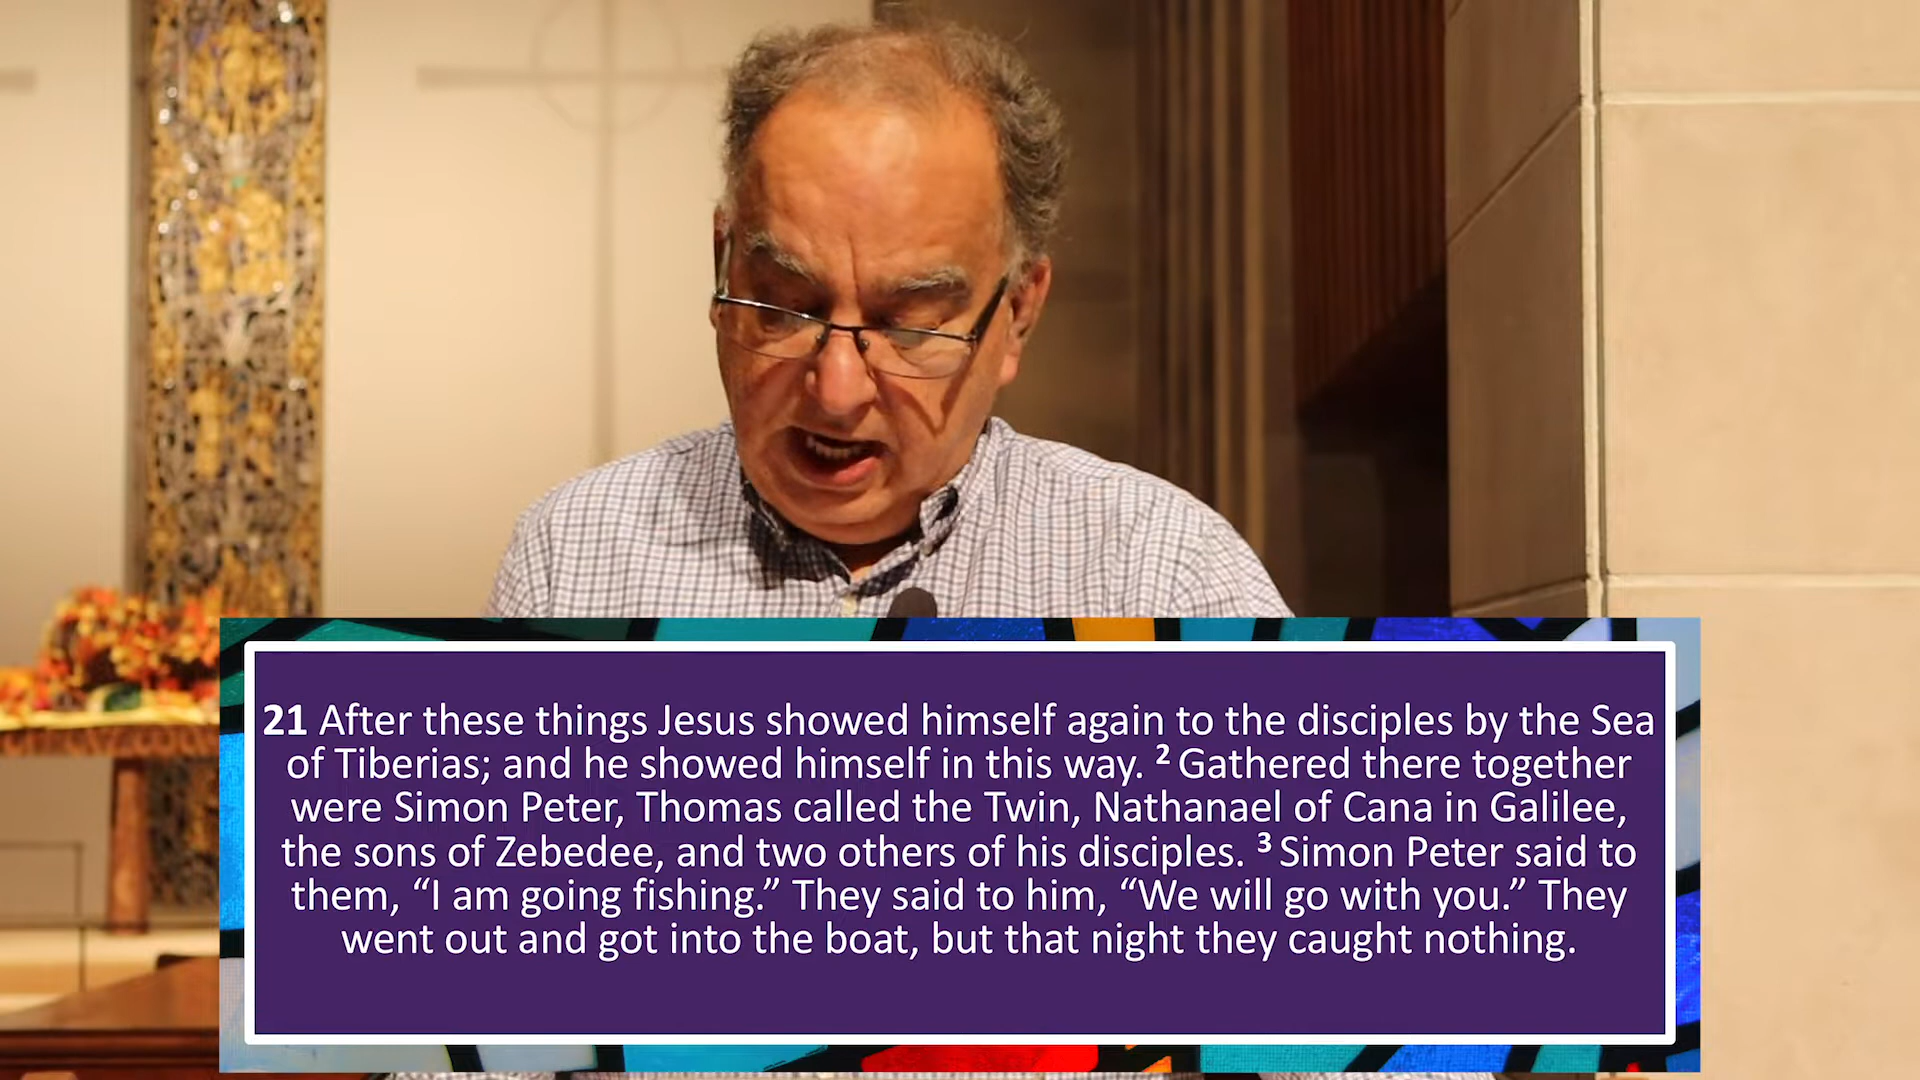 21 After these things Jesus showed himself again to the disciples by the Sea
of Tiberias; and he showed himself in this way. ² Gathered there together
were Simon Peter, Thomas called the Twin, Nathanael of Cana in Galilee,
the sons of Zebedee, and two others of his disciples. ³ Simon Peter said to
them, “I am going fishing.” They said to him, “We will go with you.” They
went out and got into the boat, but that night they caught nothing.